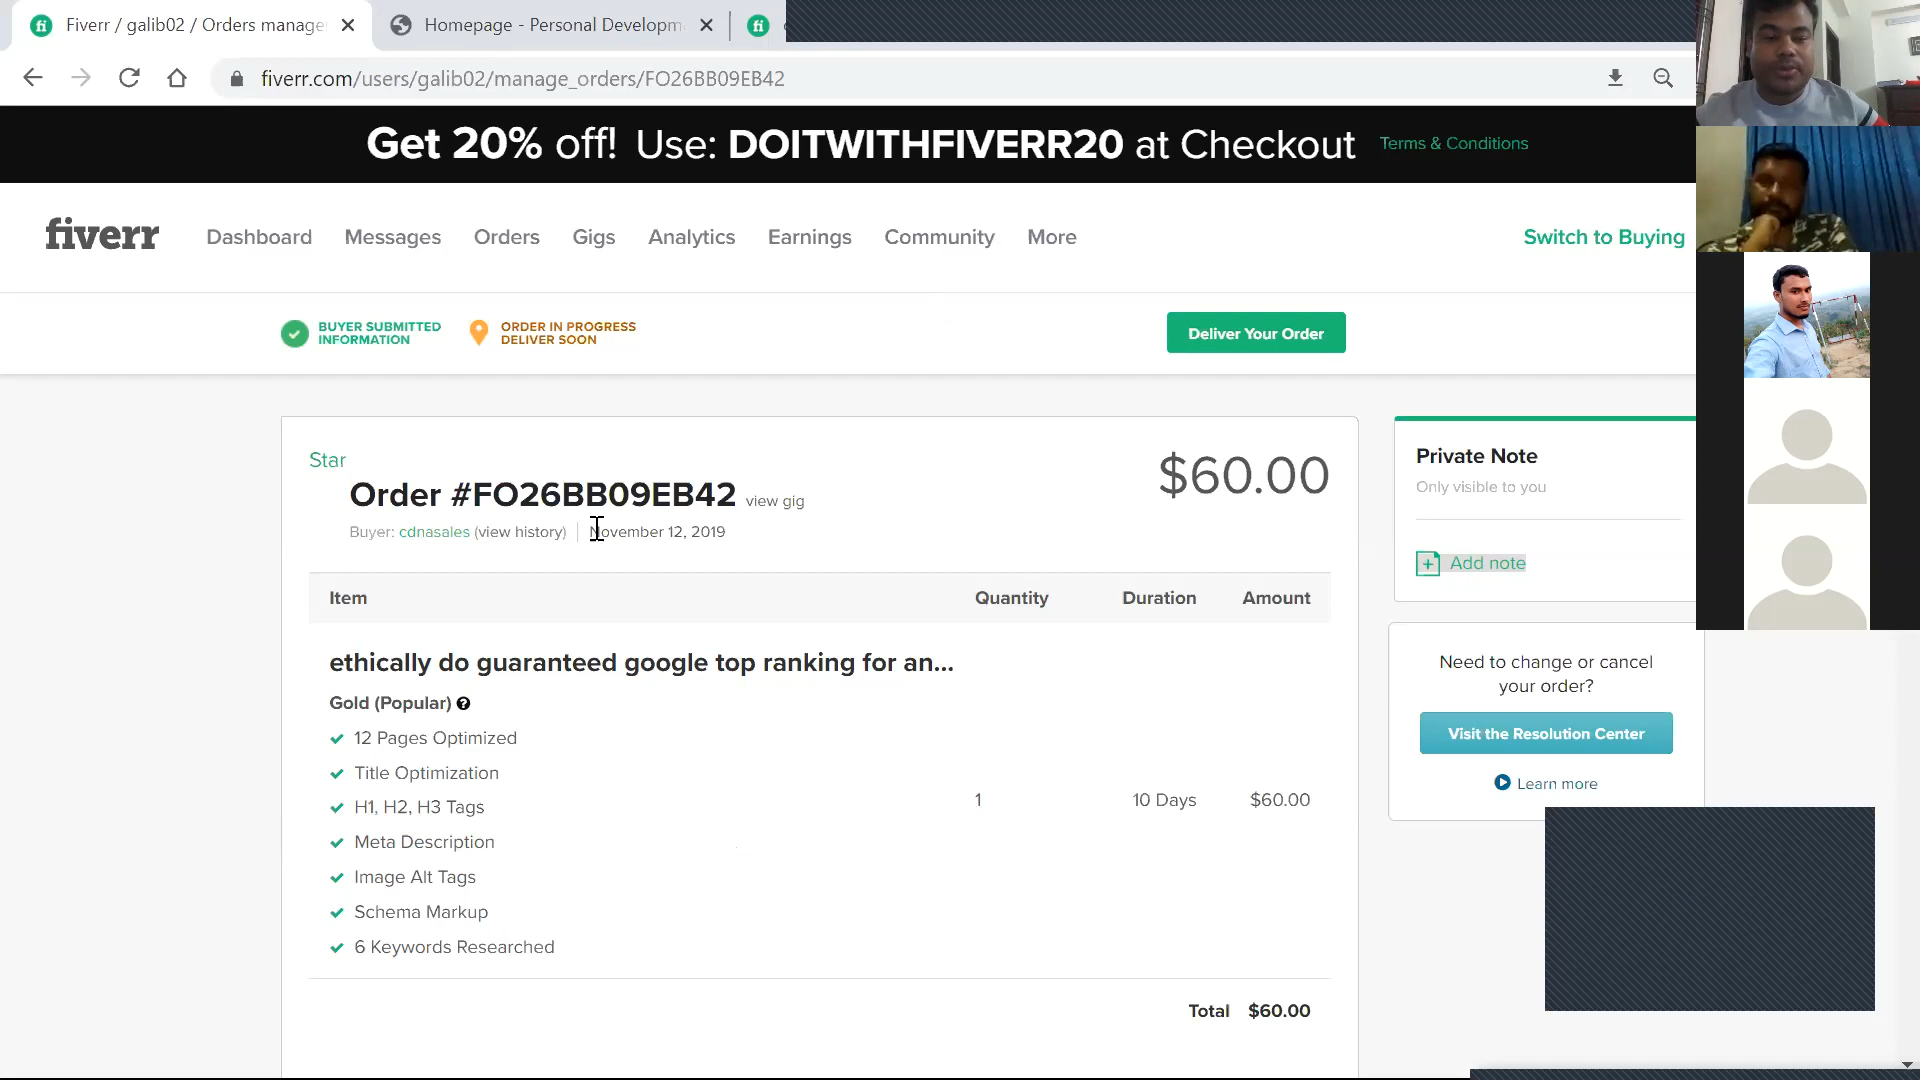 Fiverr / galib02 / Orders manage
Homepage - Personal Developm
fiverr.com/users/galib02/manage_orders/FO26BB09EB42
Get 20% off! Use: DOITWITHFIVERR20 at Checkout Terms & Conditions
fiverr Dashboard Messages Orders Gigs Analytics Earnings Community More Switch to Buying
BUYER SUBMITTED
INFORMATION
ORDER IN PROGRESS
DELIVER SOON
Deliver Your Order
Star
Order #FO26BB09EB42 view gig
$60.00
Buyer: cdnasales (view history) November 12, 2019
Item Quantity Duration Amount
ethically do guaranteed google top ranking for an...
Gold (Popular)
12 Pages Optimized
Title Optimization
H1, H2, H3 Tags
Meta Description
Image Alt Tags
Schema Markup
6 Keywords Researched
1 10 Days $60.00
Total $60.00
Private Note
Only visible to you
Add note
Need to change or cancel
your order?
Visit the Resolution Center
Learn more